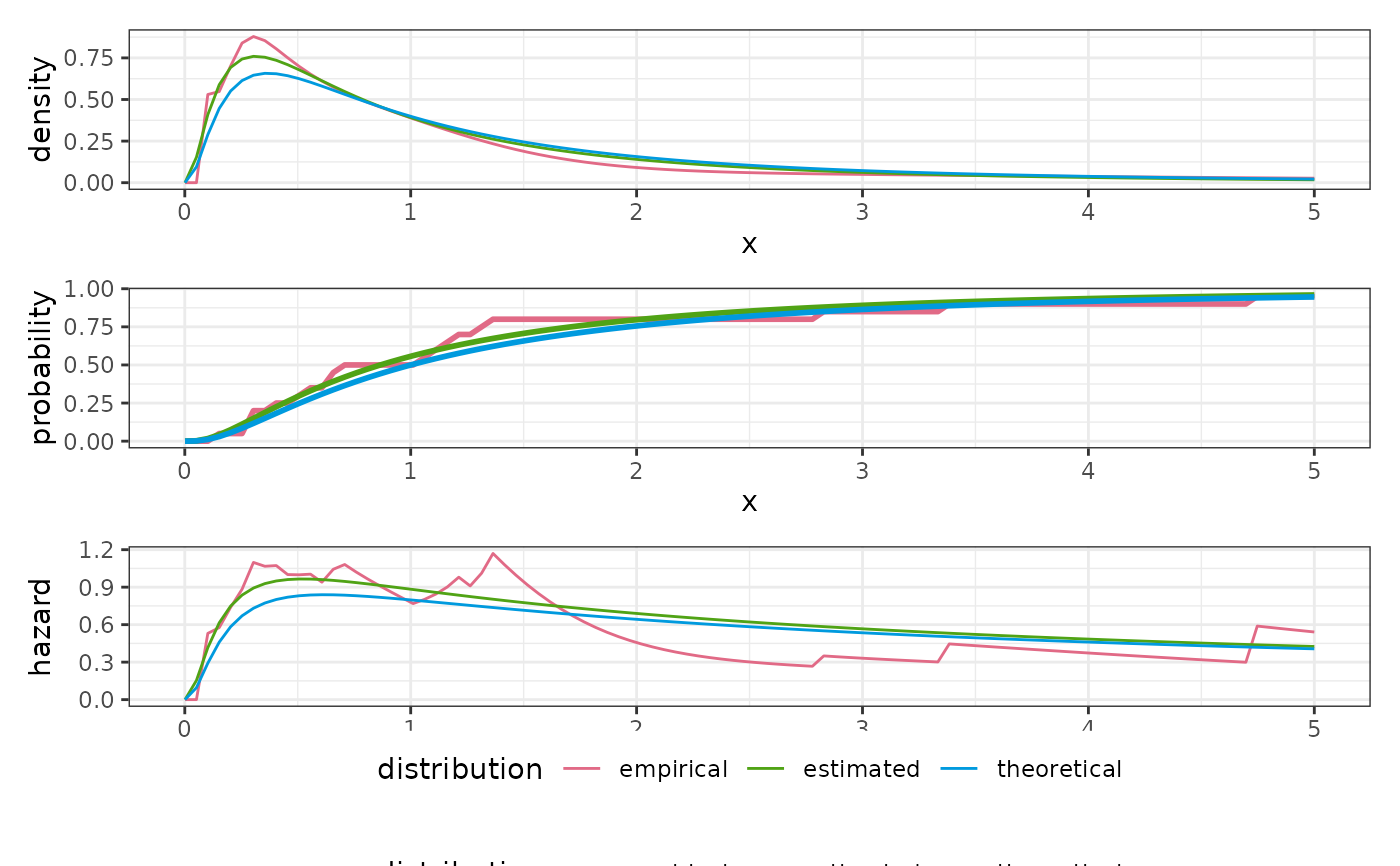 density
0.75
0.50
0.25
0.00
0 1 2 3 4 5
x
probability
1.00
0.75
0.50
0.25
0.00
0 1 2 3 4 5
x
hazard
1.2
0.9
0.6
0.3
0.0
0 1 2 3 4 5
distribution empirical estimated theoretical